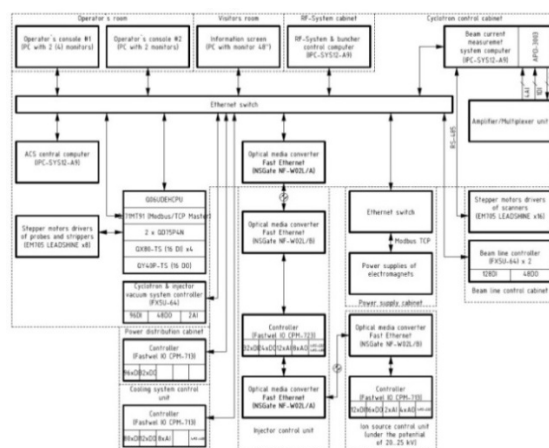 Operator's room
Visitors room
RF-System cabinet
Cyclotron control cabinet
Operator's console #1
(PC with 2 (4) monitors)
Operator's console #2
(PC with 2 monitors)
Information screen
(PC with monitor 48")
RF-System & buncher
control computer
(IPC-SYS12-A9)
Beam current
measuremet
system computer
(IPC-SYS12-A9)
4AI
1DI
Ethernet switch
RS-485
Amplifier/Multiplexer unit
ACS central computer
(IPC-SYS12-A9)
Optical media converter
Fast Ethernet
(NSGate NF-W02L/A)
Q06UDEHCPU
(Modbus/TCP Master)
2 x QD75P4N
QX80-TS (16 DI) x4
QY40P-TS (16 DO)
Stepper motors drivers
of probes and strippers
(EM705 LEADSHINE x8)
Optical media converter
Fast Ethernet
(NSGate NF-W02L/B)
Ethernet switch
Modbus TCP
Power supplies of
electromagnets
Power supply cabinet
Stepper motors drivers
of scanners
(EM705 LEADSHINE x16)
Beam line controller
(FX5U-64) x 2
128DI
48DO
Beam line control cabinet
Cyclotron & injector
vacuum system controller
(FX5U-64)
96DI
48DO
2AI
Power distribution cabinet
Controller
(Fastwel IO CPM-713)
Cooling system control
unit
Controller
(Fastwel IO CPM-713)
Controller
(Fastwel IO CPM-723)
Optical media converter
Fast Ethernet
(NSGate NF-W02L/A)
Injector control unit
Optical media converter
Fast Ethernet
(NSGate NF-W02L/B)
Controller
(Fastwel IO CPM-711)
Ion source control unit
(under the potential
of 20..25 kV)